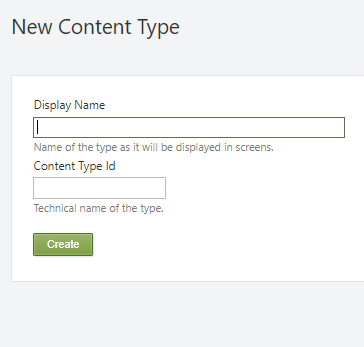 New Content Type
Display Name
Name of the type as it will be displayed in screens.
Content Type Id
Technical name of the type.
Create